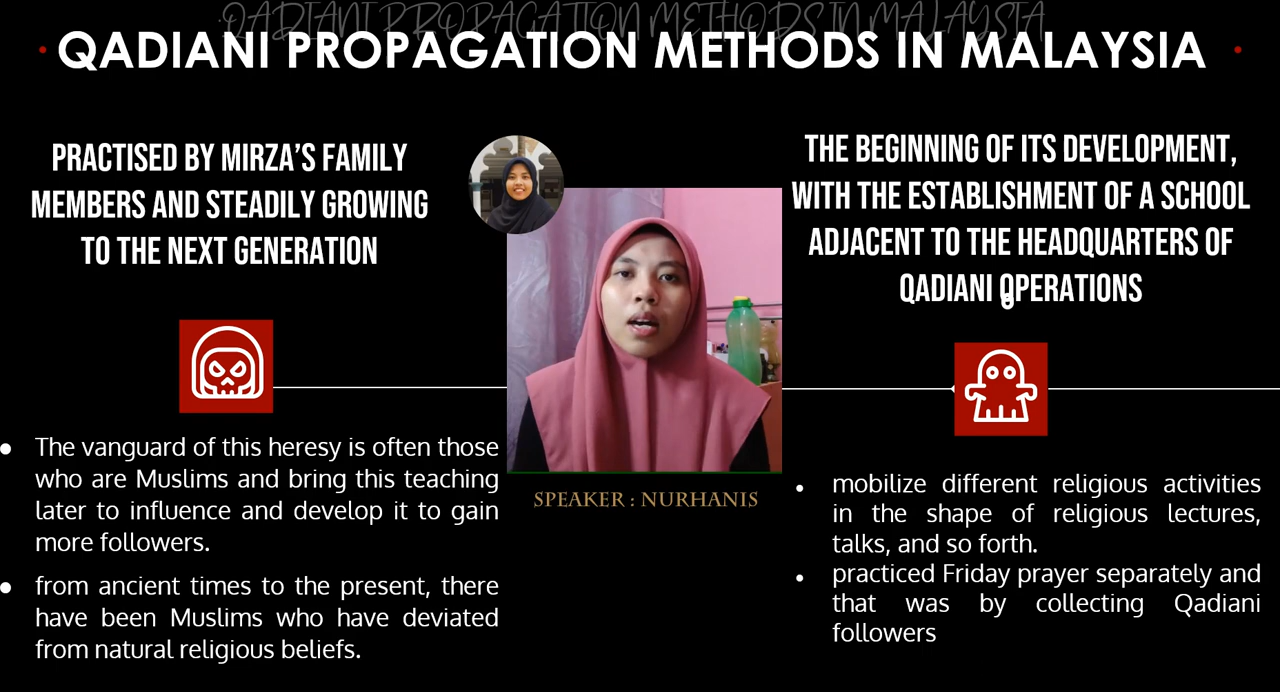 QADIANI PROPAGATION METHODS IN MALAYSIA
QADIANI PROPAGATION METHODS IN MALAYSIA
PRACTISED BY MIRZA'S FAMILY
MEMBERS AND STEADILY GROWING
TO THE NEXT GENERATION
● The vanguard of this heresy is often those
who are Muslims and bring this teaching
later to influence and develop it to gain
more followers.
● from ancient times to the present, there
have been Muslims who have deviated
from natural religious beliefs.
SPEAKER : NURHANIS
THE BEGINNING OF ITS DEVELOPMENT,
WITH THE ESTABLISHMENT OF A SCHOOL
ADJACENT TO THE HEADQUARTERS OF
QADIANI OPERATIONS
● mobilize different religious activities
in the shape of religious lectures,
talks, and so forth.
● practiced Friday prayer separately and
that was by collecting Qadiani
followers